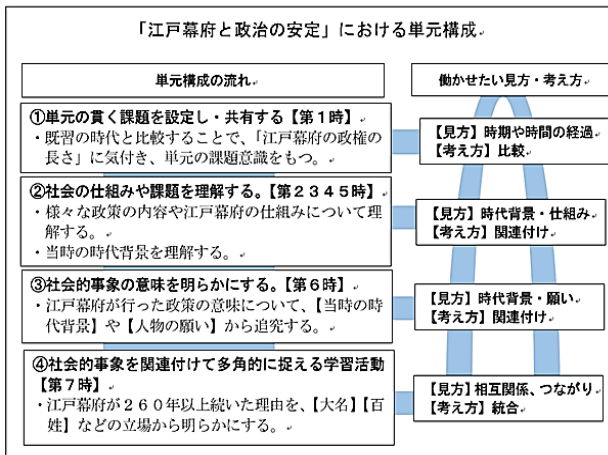 「江戸幕府と政治の安定」における単元構成
単元構成の流れ
働かせたい見方・考え方
①単元の貫く課題を設定し・共有する【第1時】
・既習の時代と比較することで、「江戸幕府の政権の
長さ」に気付き、単元の課題意識をもつ。
【見方】時期や時間の経過
【考え方】比較
②社会の仕組みや課題を理解する。【第2345時】
・様々な政策の内容や江戸幕府の仕組みについて理
解する。
・当時の時代背景を理解する。
【見方】時代背景・仕組み
【考え方】関連付け
③社会的事象の意味を明らかにする。【第6時】
・江戸幕府が行った政策の意味について、【当時の時
代背景】や【人物の願い】から追究する。
【見方】時代背景・願い
【考え方】関連付け
④社会的事象を関連付けて多角的に捉える学習活動
【第7時】
・江戸幕府が260年以上続いた理由を、【大名】【百
姓】などの立場から明らかにする。
【見方】相互関係、つながり
【考え方】統合